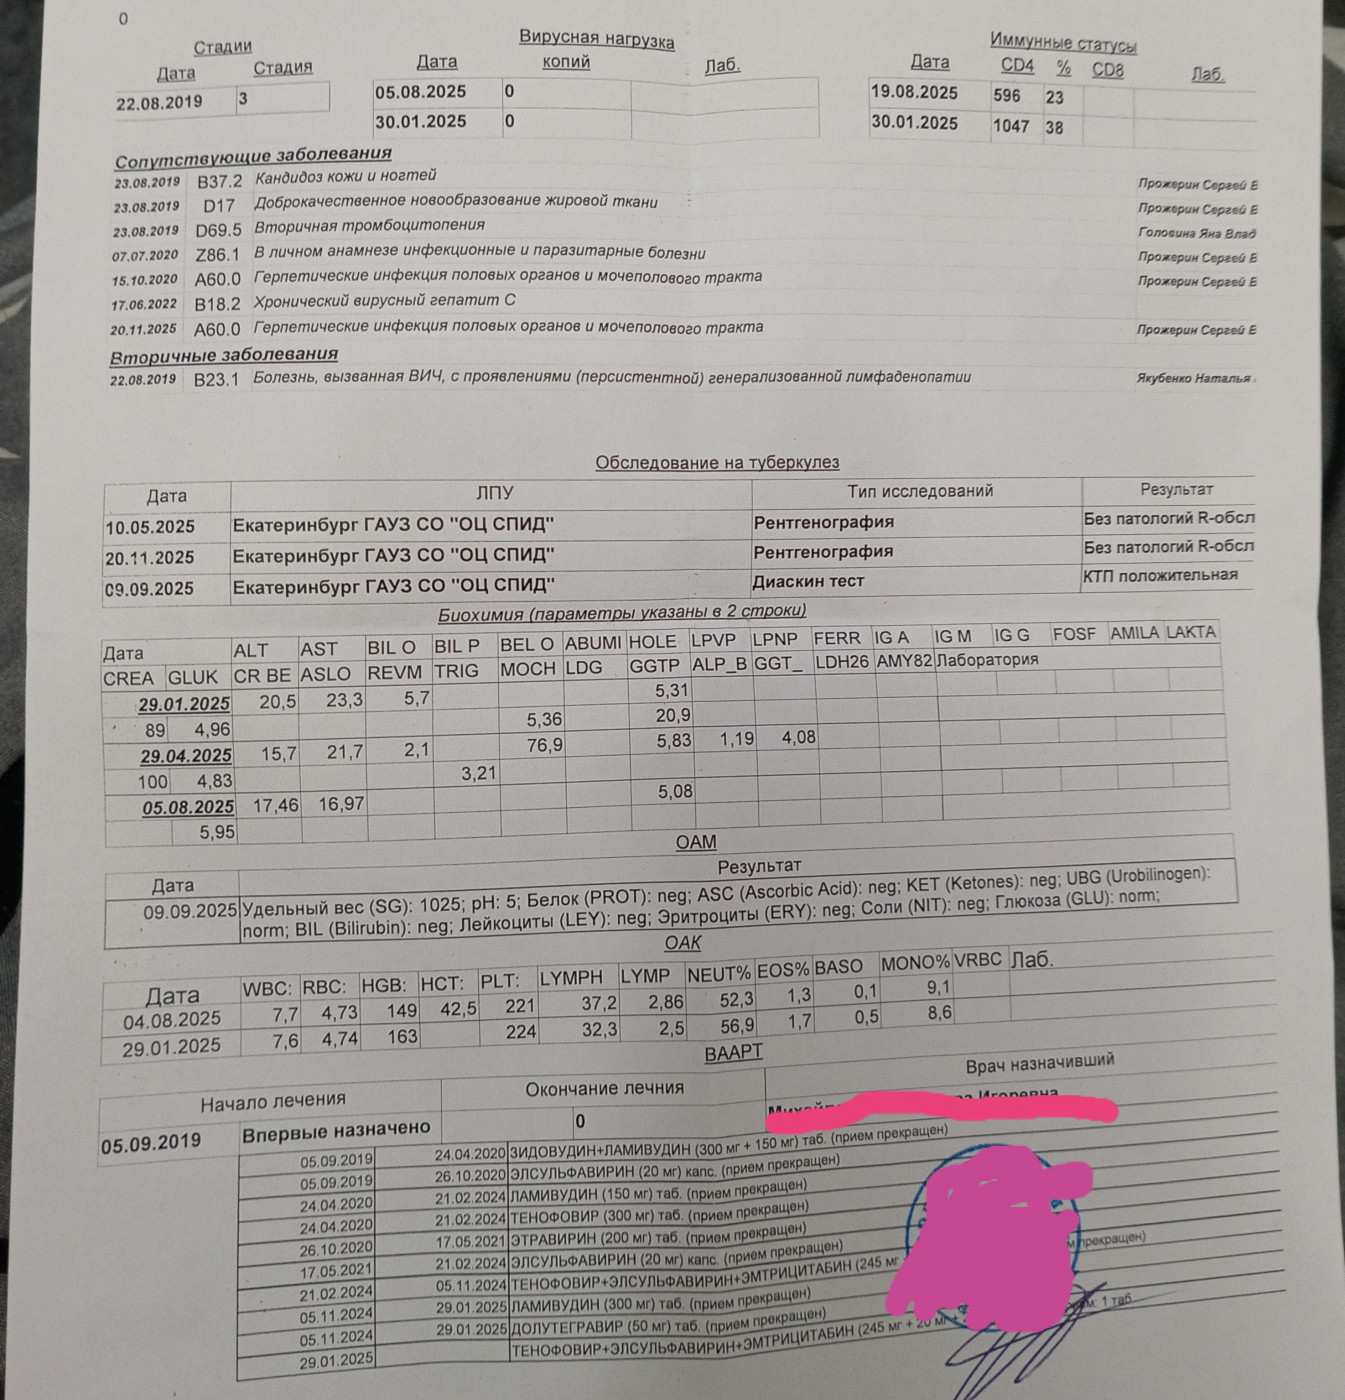 0
Стадии
Дата Стадия
22.08.2019 3
Вирусная нагрузка
Дата копий Лаб.
05.08.2025 0
30.01.2025 0
Иммунные статусы
Дата CD4 % CD8 Лаб.
19.08.2025 596 23
30.01.2025 1047 38
Сопутствующие заболевания
23.08.2019 B37.2 Кандидоз кожи и ногтей Прожерин Сергей В
23.08.2019 D17 Доброкачественное новообразование жировой ткани Прожерин Сергей В
23.08.2019 D69.5 Вторичная тромбоцитопения Головина Яна Влад
07.07.2020 Z86.1 В личном анамнезе инфекционные и паразитарные болезни Прожерин Сергей В
15.10.2020 A60.0 Герпетические инфекция половых органов и мочеполового тракта Прожерин Сергей В
17.06.2022 B18.2 Хронический вирусный гепатит С
20.11.2025 A60.0 Герпетические инфекция половых органов и мочеполового тракта Прожерин Сергей В
Вторичные заболевания
22.08.2019 B23.1 Болезнь, вызванная ВИЧ, с проявлениями (персистентной) генерализованной лимфаденопатии Якубенко Наталья
Обследование на туберкулез
Дата ЛПУ Тип исследований Результат
10.05.2025 Екатеринбург ГАУЗ СО "ОЦ СПИД" Рентгенография Без патологий R-обсл
20.11.2025 Екатеринбург ГАУЗ СО "ОЦ СПИД" Рентгенография Без патологий R-обсл
09.09.2025 Екатеринбург ГАУЗ СО "ОЦ СПИД" Диаскин тест КТП положительная
Биохимия (параметры указаны в 2 строки)
Дата ALT AST BIL O BIL P BEL O ABUMI HOLE LPVP LPNP FERR IG A IG M IG G FOSF AMILA LAKTA
CREA GLUK CR BE ASLO REVM TRIG MOCH LDG GGTP ALP_B GGT_ LDH26 AMY82 Лаборатория
29.01.2025 20,5 23,3 5,7 5,31
89 4,96 5,36 20,9
29.04.2025 15,7 21,7 2,1 76,9 5,83 1,19 4,08
100 4,83 3,21
05.08.2025 17,46 16,97 5,08
5,95
ОАМ
Дата Результат
09.09.2025 Удельный вес (SG): 1025; pH: 5; Белок (PROT): neg; ASC (Ascorbic Acid): neg; KET (Ketones): neg; UBG (Urobilinogen):
norm; BIL (Bilirubin): neg; Лейкоциты (LEY): neg; Эритроциты (ERY): neg; Соли (NIT): neg; Глюкоза (GLU): norm;
ОАК
Дата WBC: RBC: HGB: HCT: PLT: LYMPH LYMP NEUT% EOS% BASO MONO% VRBC Лаб.
04.08.2025 7,7 4,73 149 42,5 221 37,2 2,86 52,3 1,3 0,1 9,1
29.01.2025 7,6 4,74 163 224 32,3 2,5 56,9 1,7 0,5 8,6
ВААРТ
Начало лечения Окончание лечния Врач назначивший
05.09.2019 Впервые назначено 0 Игоревна
05.09.2019 24.04.2020 ЗИДОВУДИН+ЛАМИВУДИН (300 мг + 150 мг) таб. (прием прекращен)
05.09.2019 26.10.2020 ЭЛСУЛЬФАВИРИН (20 мг) капс. (прием прекращен)
24.04.2020 21.02.2024 ЛАМИВУДИН (150 мг) таб. (прием прекращен)
24.04.2020 21.02.2024 ТЕНОФОВИР (300 мг) таб. (прием прекращен)
26.10.2020 17.05.2021 ЭТРАВИРИН (200 мг) таб. (прием прекращен)
17.05.2021 21.02.2024 ЭЛСУЛЬФАВИРИН (20 мг) капс. (прием прекращен)
21.02.2024 05.11.2024 ТЕНОФОВИР+ЭЛСУЛЬФАВИРИН+ЭМТРИЦИТАБИН (245 мг прекращен)
05.11.2024 29.01.2025 ЛАМИВУДИН (300 мг) таб. (прием прекращен)
05.11.2024 29.01.2025 ДОЛУТЕГРАВИР (50 мг) таб. (прием прекращен)
29.01.2025 ТЕНОФОВИР+ЭЛСУЛЬФАВИРИН+ЭМТРИЦИТАБИН (245 мг + 20 мг + 1 таб